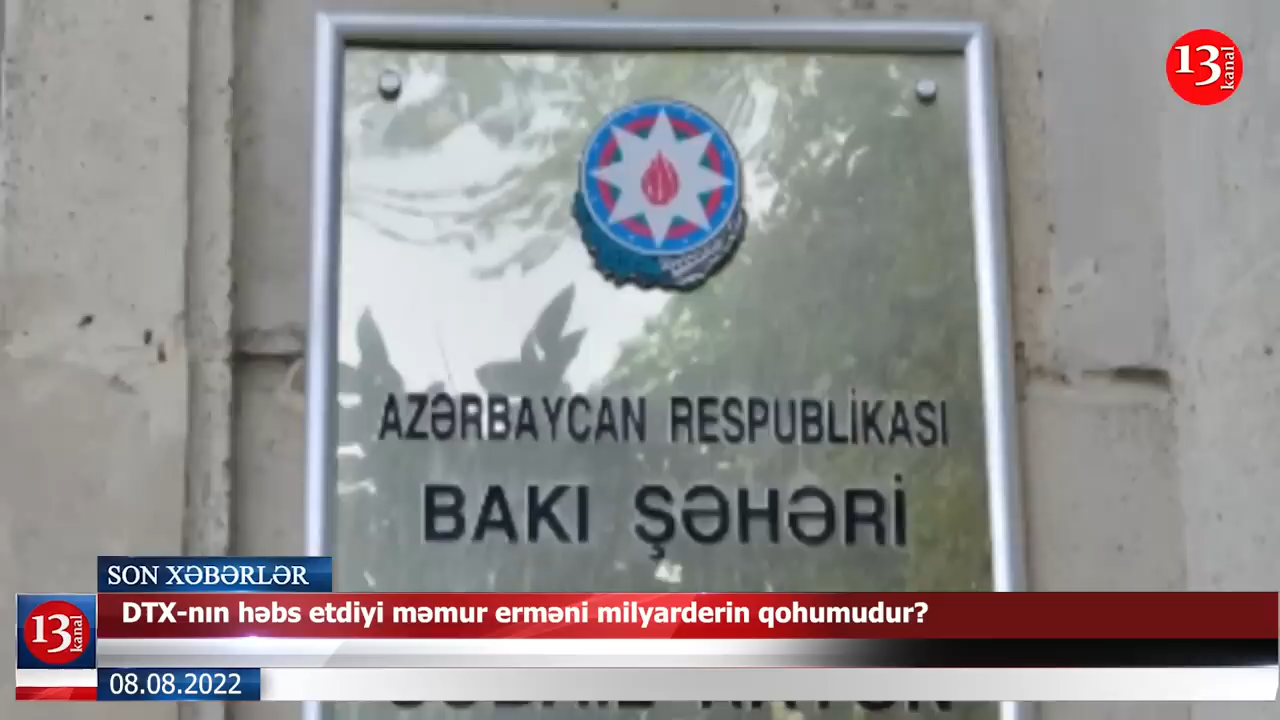 13 kanal
AZƏRBAYCAN RESPUBLİKASI
BAKI ŞƏHƏRİ
SON XƏBƏRLƏR
DTX-nın həbs etdiyi məmur erməni milyarderin qohumudur?
13 kanal
08.08.2022